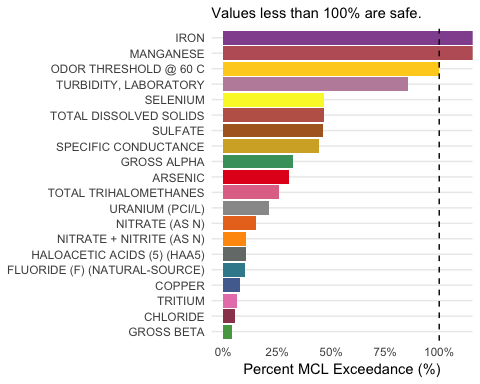 Values less than 100% are safe.
IRON
MANGANESE
ODOR THRESHOLD @ 60 C
TURBIDITY, LABORATORY
SELENIUM
TOTAL DISSOLVED SOLIDS
SULFATE
SPECIFIC CONDUCTANCE
GROSS ALPHA
ARSENIC
TOTAL TRIHALOMETHANES
URANIUM (PCI/L)
NITRATE (AS N)
NITRATE + NITRITE (AS N)
HALOACETIC ACIDS (5) (HAA5)
FLUORIDE (F) (NATURAL-SOURCE)
COPPER
TRITIUM
CHLORIDE
GROSS BETA
0% 25% 50% 75% 100%
Percent MCL Exceedance (%)